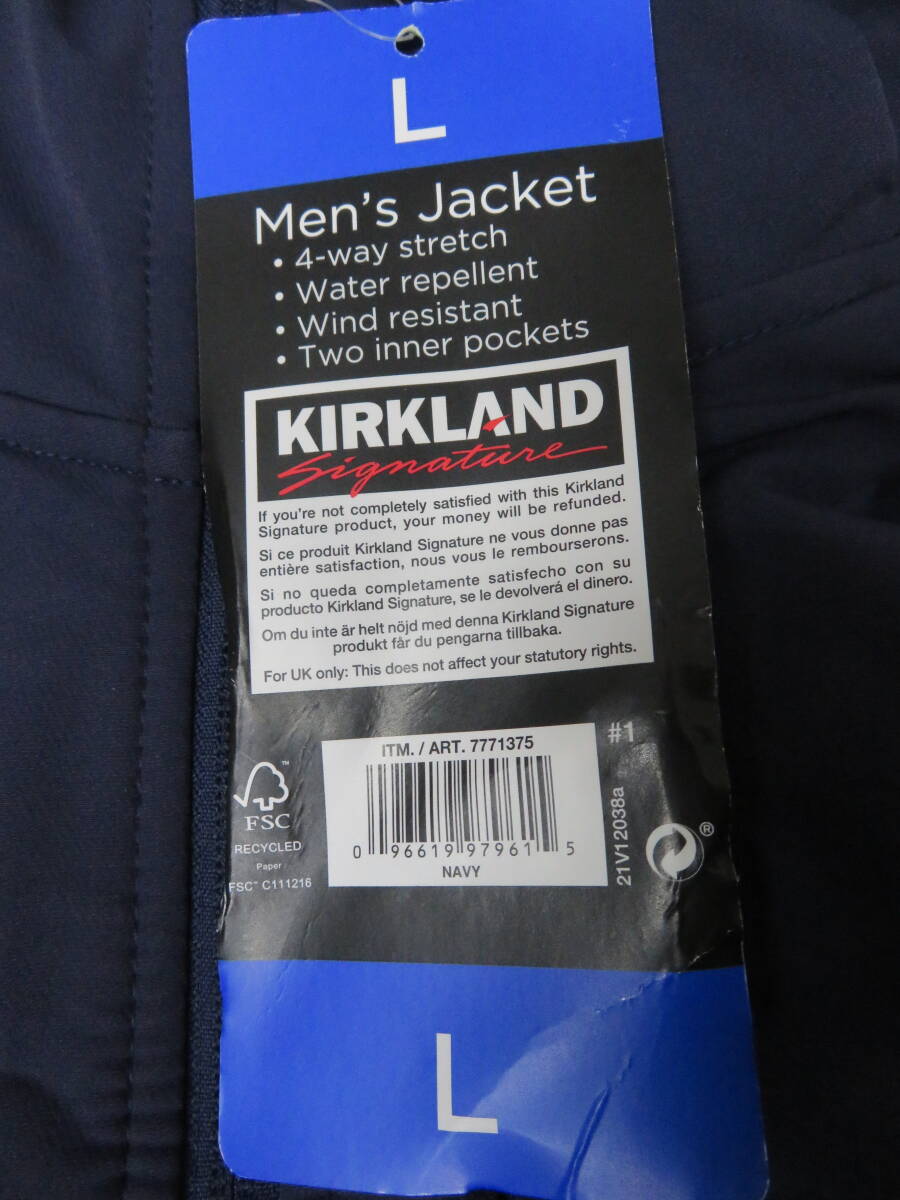 L
Men's Jacket
• 4-way stretch
• Water repellent
• Wind resistant
• Two inner pockets
KIRKLAND
Signature
If you're not completely satisfied with this Kirkland
Signature product, your money will be refunded.
Si ce produit Kirkland Signature ne vous donne pas
entière satisfaction, nous vous le rembourserons.
Si no queda completamente satisfecho con su
producto Kirkland Signature, se le devolverá el dinero.
Om du inte är helt nöjd med denna Kirkland Signature
produkt får du pengarna tillbaka.
For UK only: This does not affect your statutory rights.
ITM. / ART. 7771375
0 96619 97961 5
NAVY
#1
21V12038a
®
FSC™
RECYCLED
Paper
FSC™ C111216
L